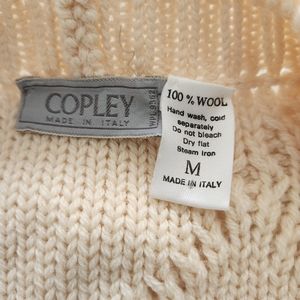 COPLEY
MADE IN ITALY
100% WOOL
Hand wash, cold
separately
Do not bleach
Dry flat
Steam iron
M
MADE IN ITALY